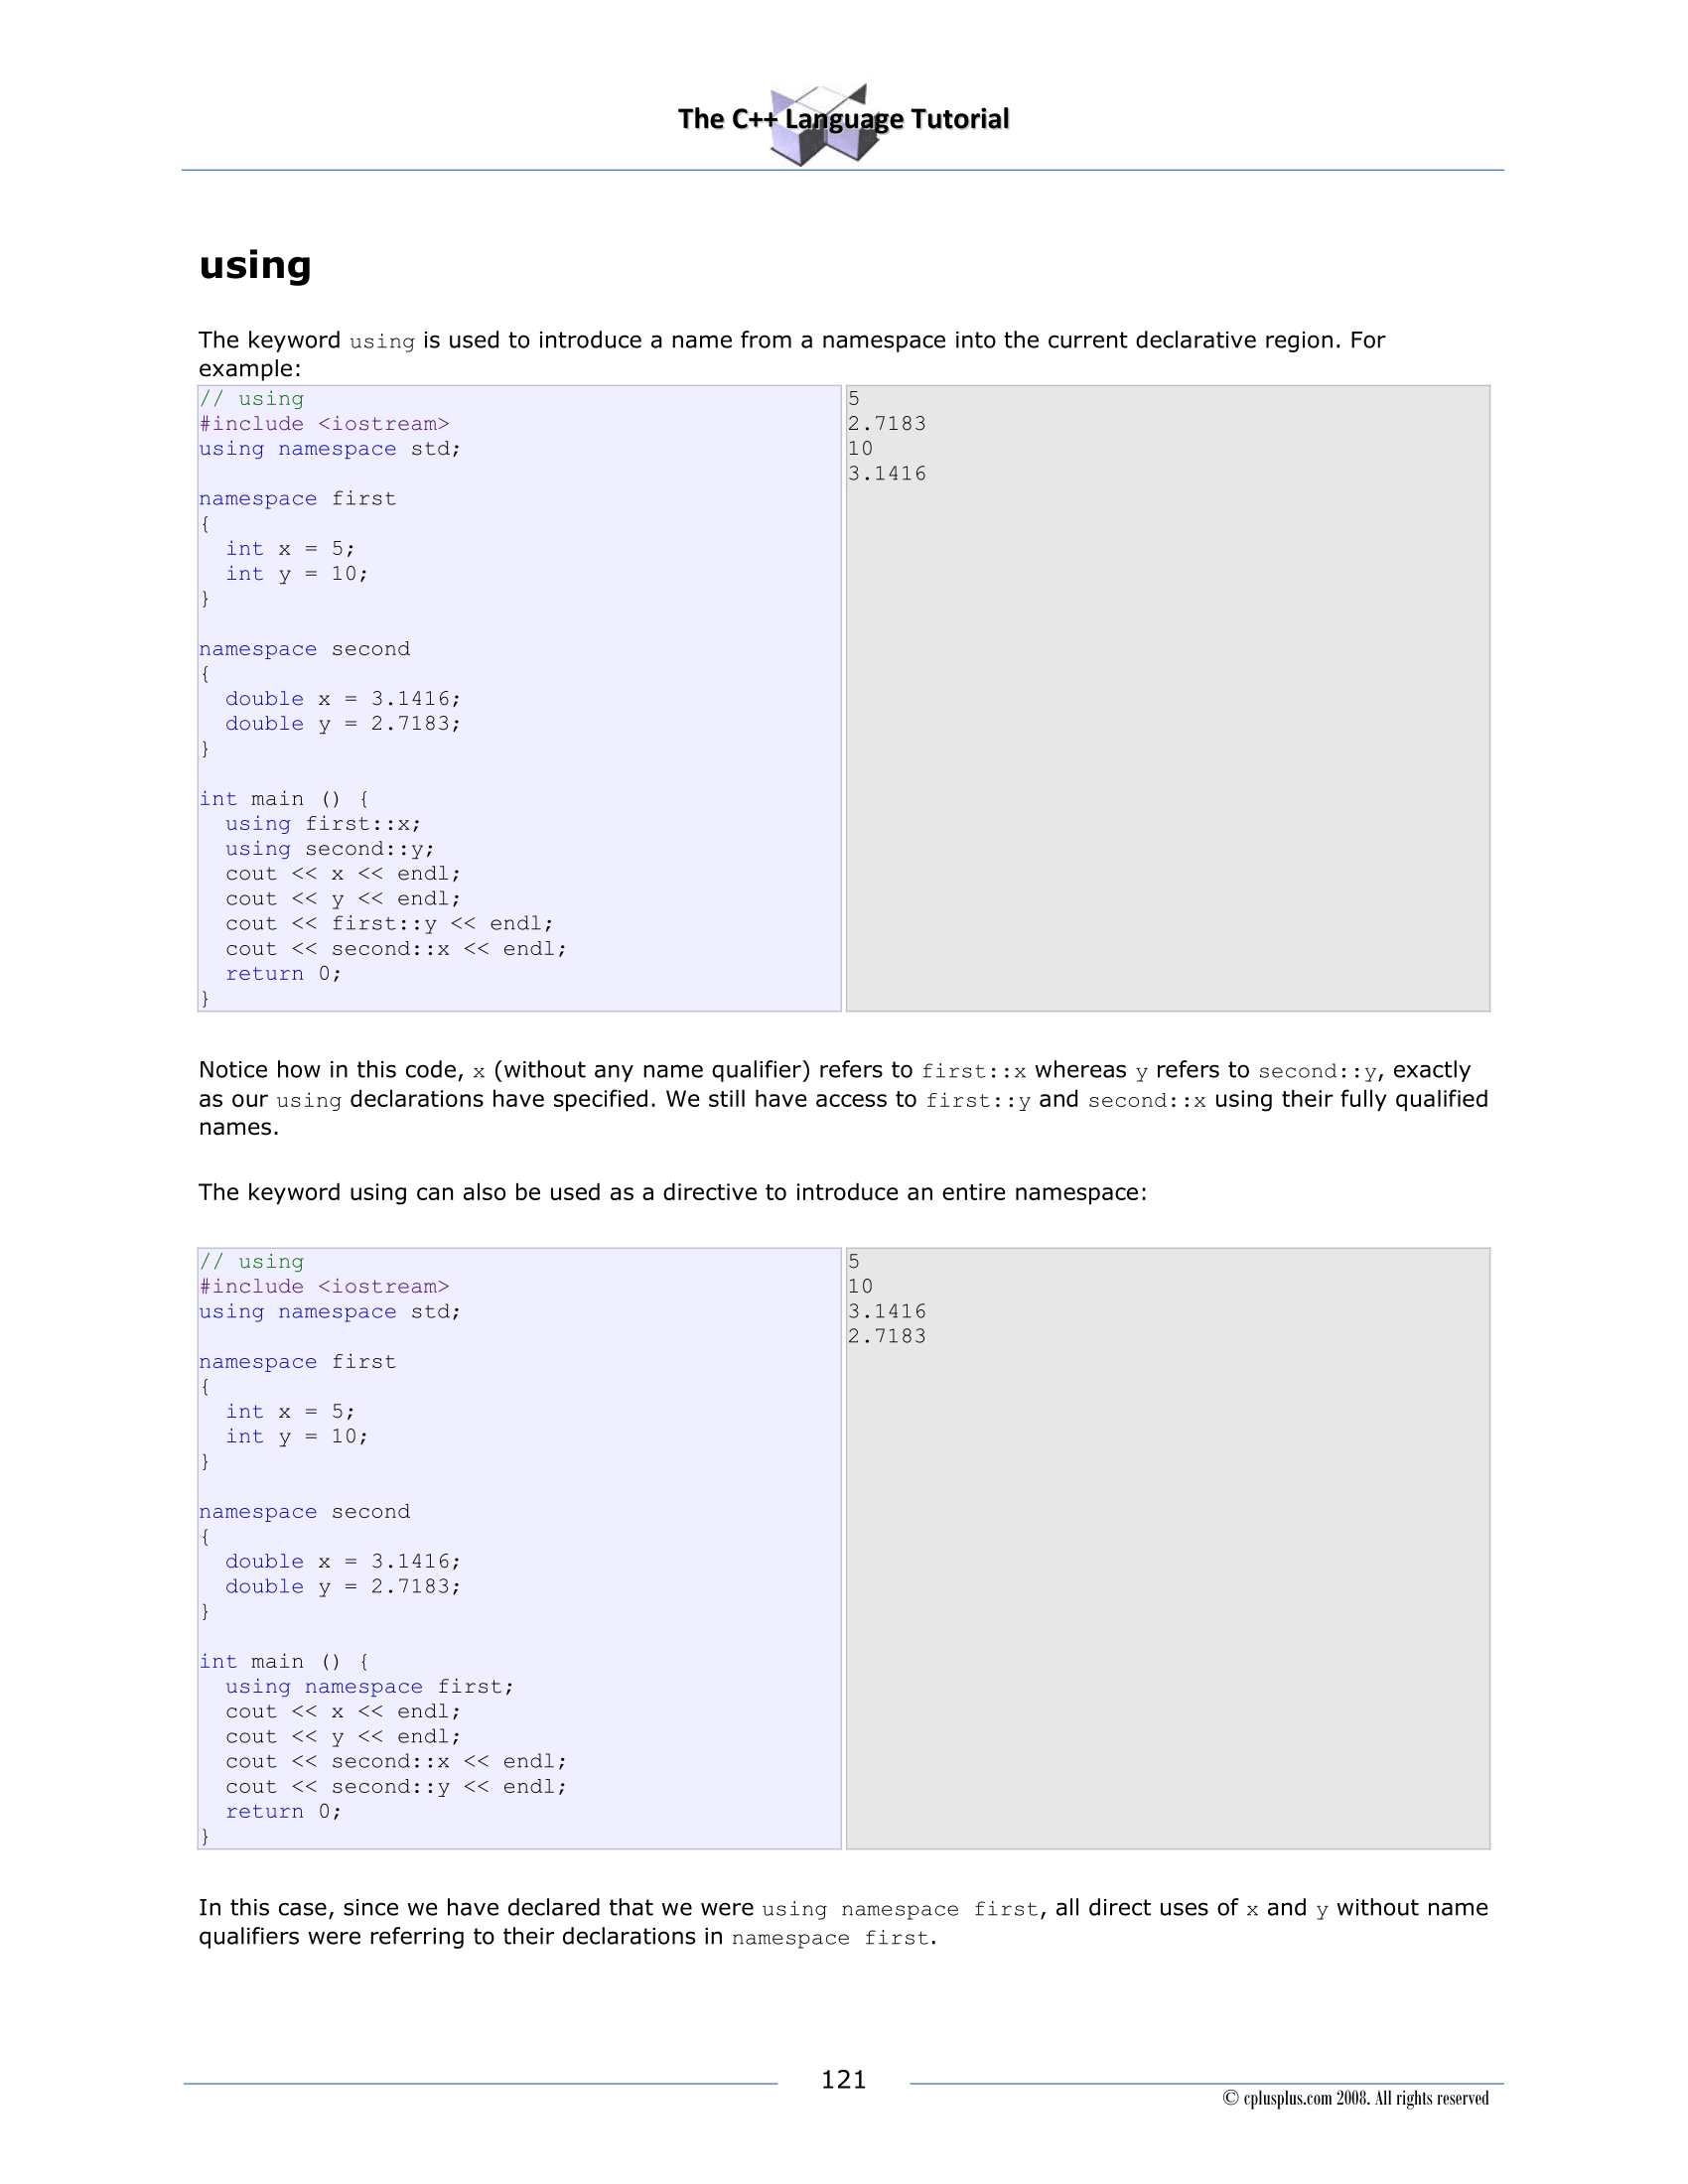 The C++ Language Tutorial
using
The keyword using is used to introduce a name from a namespace into the current declarative region. For
example:
// using
#include <iostream>
using namespace std;

namespace first
{
  int x = 5;
  int y = 10;
}

namespace second
{
  double x = 3.1416;
  double y = 2.7183;
}

int main () {
  using first::x;
  using second::y;
  cout << x << endl;
  cout << y << endl;
  cout << first::y << endl;
  cout << second::x << endl;
  return 0;
}
5
2.7183
10
3.1416
Notice how in this code, x (without any name qualifier) refers to first::x whereas y refers to second::y, exactly
as our using declarations have specified. We still have access to first::y and second::x using their fully qualified
names.
The keyword using can also be used as a directive to introduce an entire namespace:
// using
#include <iostream>
using namespace std;

namespace first
{
  int x = 5;
  int y = 10;
}

namespace second
{
  double x = 3.1416;
  double y = 2.7183;
}

int main () {
  using namespace first;
  cout << x << endl;
  cout << y << endl;
  cout << second::x << endl;
  cout << second::y << endl;
  return 0;
}
5
10
3.1416
2.7183
In this case, since we have declared that we were using namespace first, all direct uses of x and y without name
qualifiers were referring to their declarations in namespace first.
121
© cplusplus.com 2008. All rights reserved